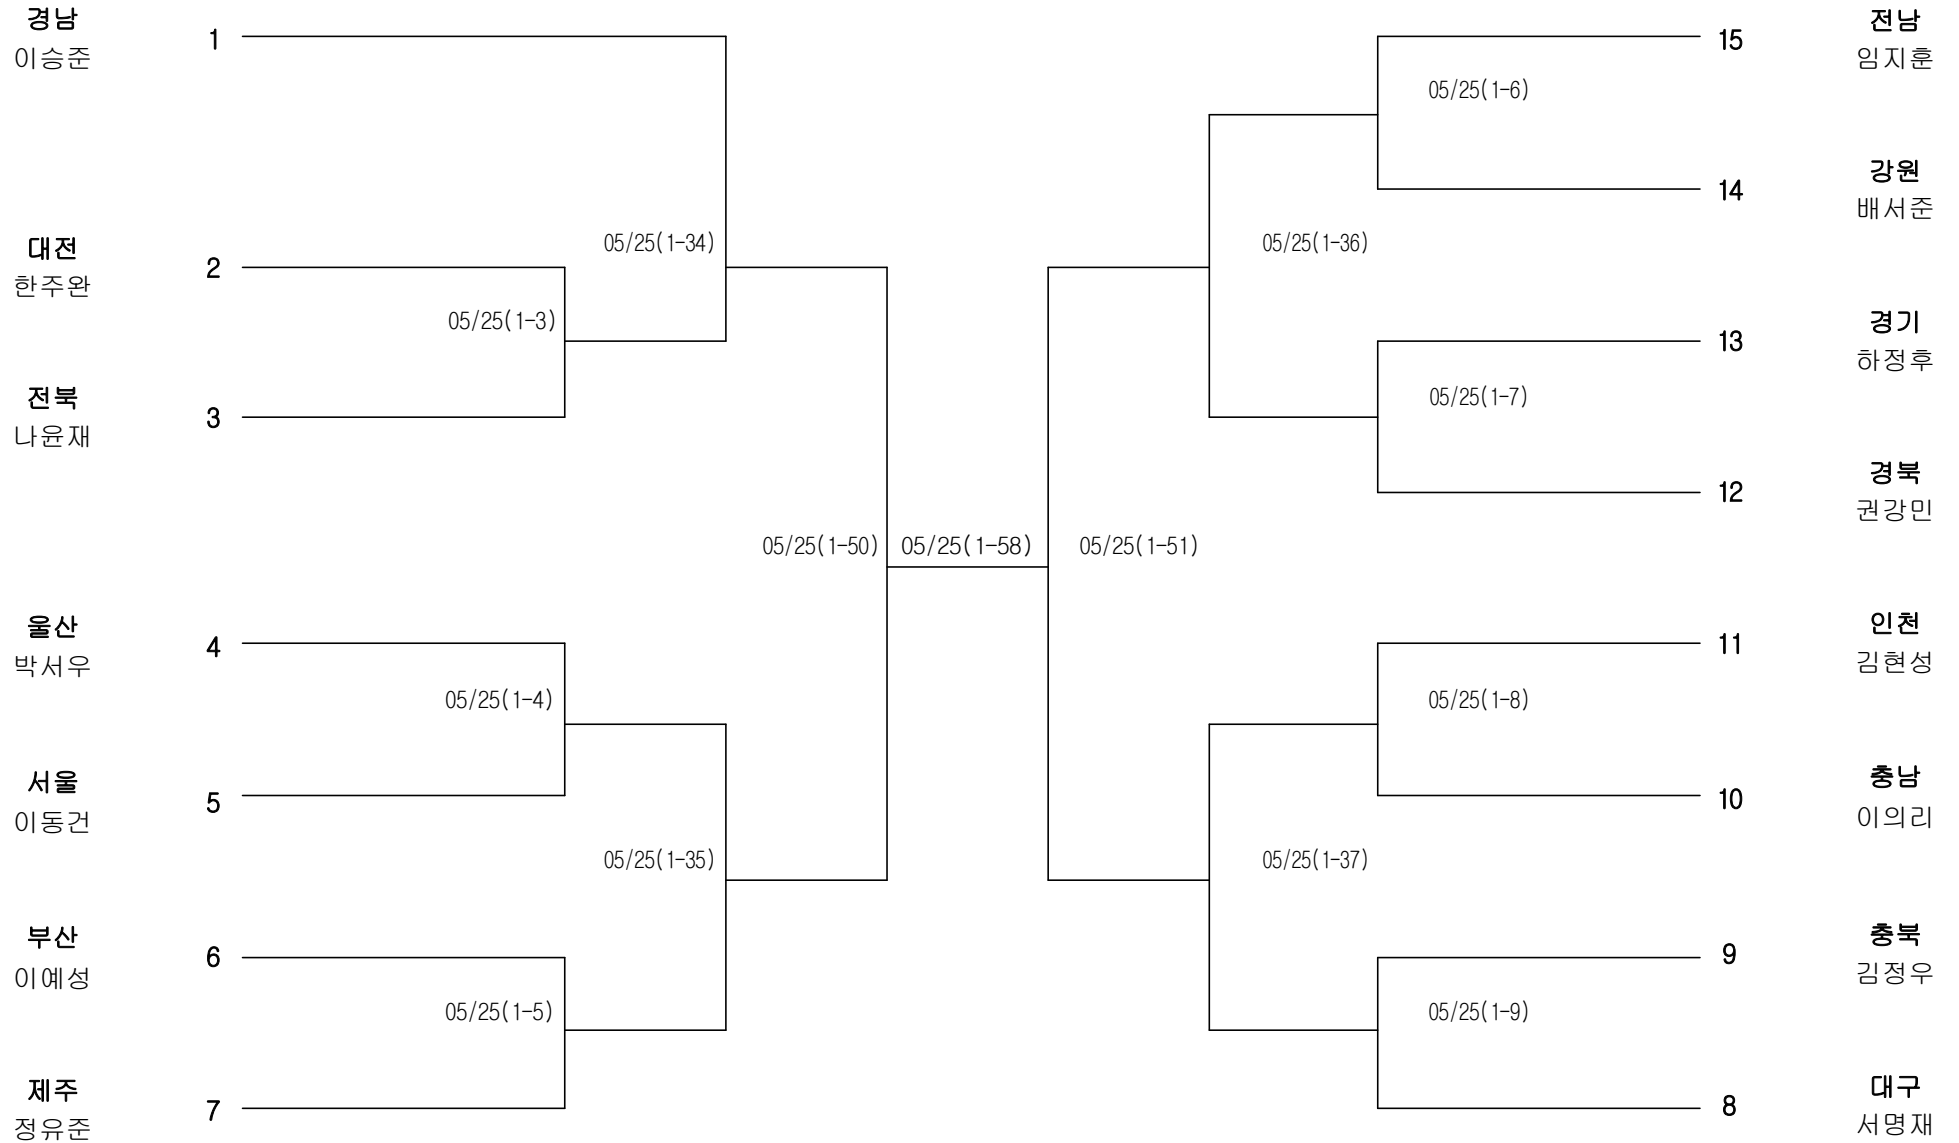 경남
이승준
1
대전
한주완
2
05/25(1-34)
05/25(1-3)
전북
나윤재
3
05/25(1-50)
울산
박서우
4
05/25(1-4)
서울
이동건
5
05/25(1-35)
부산
이예성
6
05/25(1-5)
제주
정유준
7
05/25(1-58)
15
전남
임지훈
05/25(1-6)
14
강원
배서준
05/25(1-36)
13
경기
하정후
05/25(1-7)
12
경북
권강민
05/25(1-51)
11
인천
김현성
05/25(1-8)
10
충남
이의리
05/25(1-37)
9
충북
김정우
05/25(1-9)
8
대구
서명재